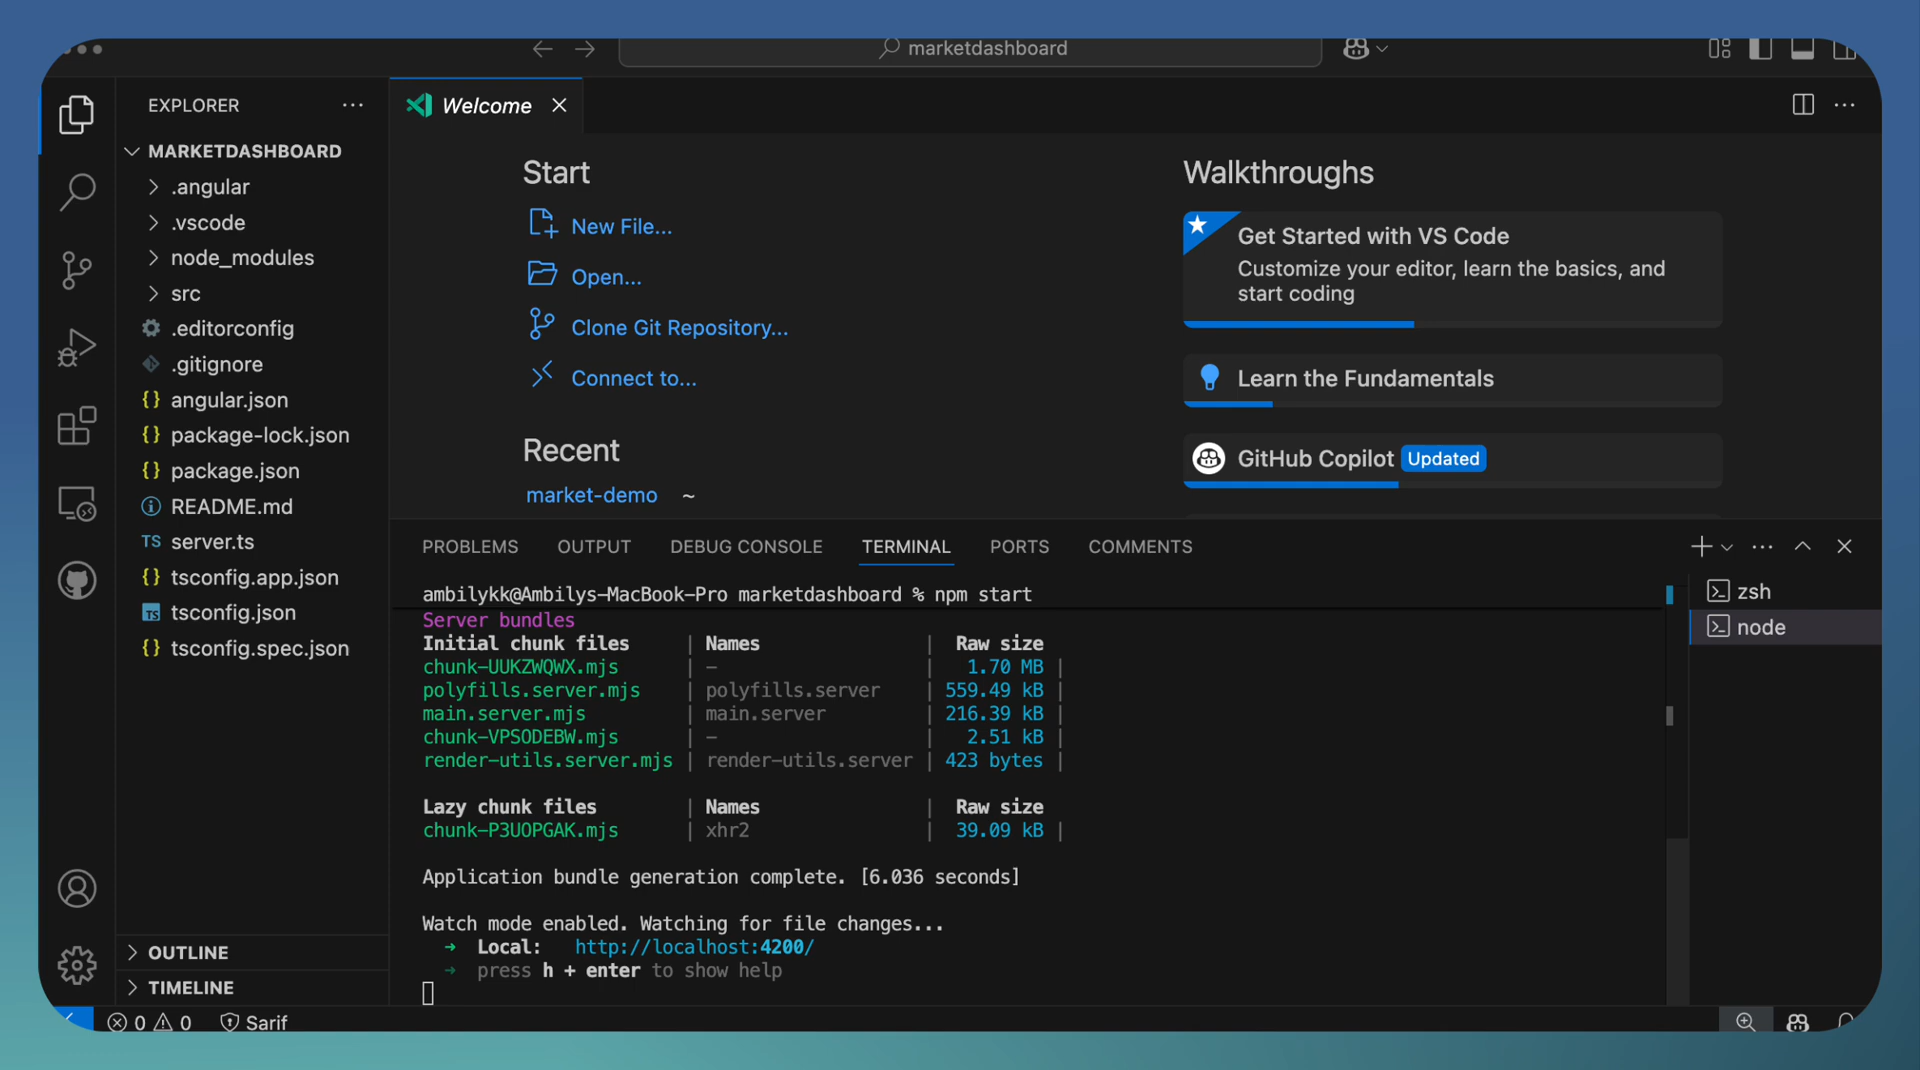 marketdashboard
EXPLORER
MARKETDASHBOARD
.angular
.vscode
node_modules
src
.editorconfig
.gitignore
{} angular.json
{} package-lock.json
{} package.json
README.md
TS server.ts
{} tsconfig.app.json
TS tsconfig.json
{} tsconfig.spec.json
OUTLINE
TIMELINE
Welcome
Start
New File...
Open...
Clone Git Repository...
Connect to...
Recent
market-demo ~
Walkthroughs
Get Started with VS Code
Customize your editor, learn the basics, and
start coding
Learn the Fundamentals
GitHub Copilot Updated
PROBLEMS OUTPUT DEBUG CONSOLE TERMINAL PORTS COMMENTS
ambilykk@Ambilys-MacBook-Pro marketdashboard % npm start
Server bundles
Initial chunk files | Names | Raw size
chunk-UUKZWQWX.mjs | - | 1.70 MB |
polyfills.server.mjs | polyfills.server | 559.49 kB |
main.server.mjs | main.server | 216.39 kB |
chunk-VPSODEBW.mjs | - | 2.51 kB |
render-utils.server.mjs | render-utils.server | 423 bytes |
Lazy chunk files | Names | Raw size
chunk-P3UOPGAK.mjs | xhr2 | 39.09 kB |
Application bundle generation complete. [6.036 seconds]
Watch mode enabled. Watching for file changes...
➜ Local: http://localhost:4200/
➜ press h + enter to show help
zsh
node
0 0 Sarif